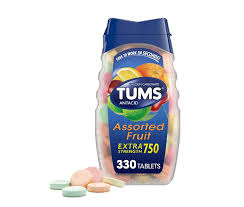 TUMS
ANTACID
Assorted
Fruit
EXTRA
STRENGTH 750
330 TABLETS